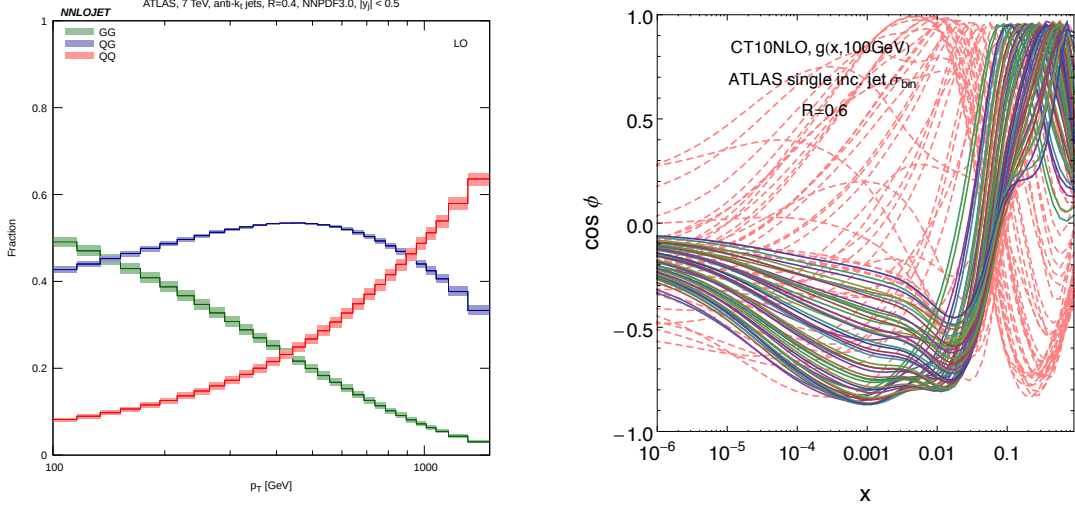 ATLAS, 7 TeV, anti-kt jets, R=0.4, NNPDF3.0, |yj| < 0.5
NNLOJET
GG
QG
QQ
LO
1
0.8
0.6
0.4
0.2
0
Fraction
100
1000
pT [GeV]
CT10NLO, g(x,100GeV)
ATLAS single inc. jet σbin
R=0.6
1.0
0.5
0.0
−0.5
−1.0
cos ϕ
10⁻⁶
10⁻⁵
10⁻⁴
0.001
0.01
0.1
x